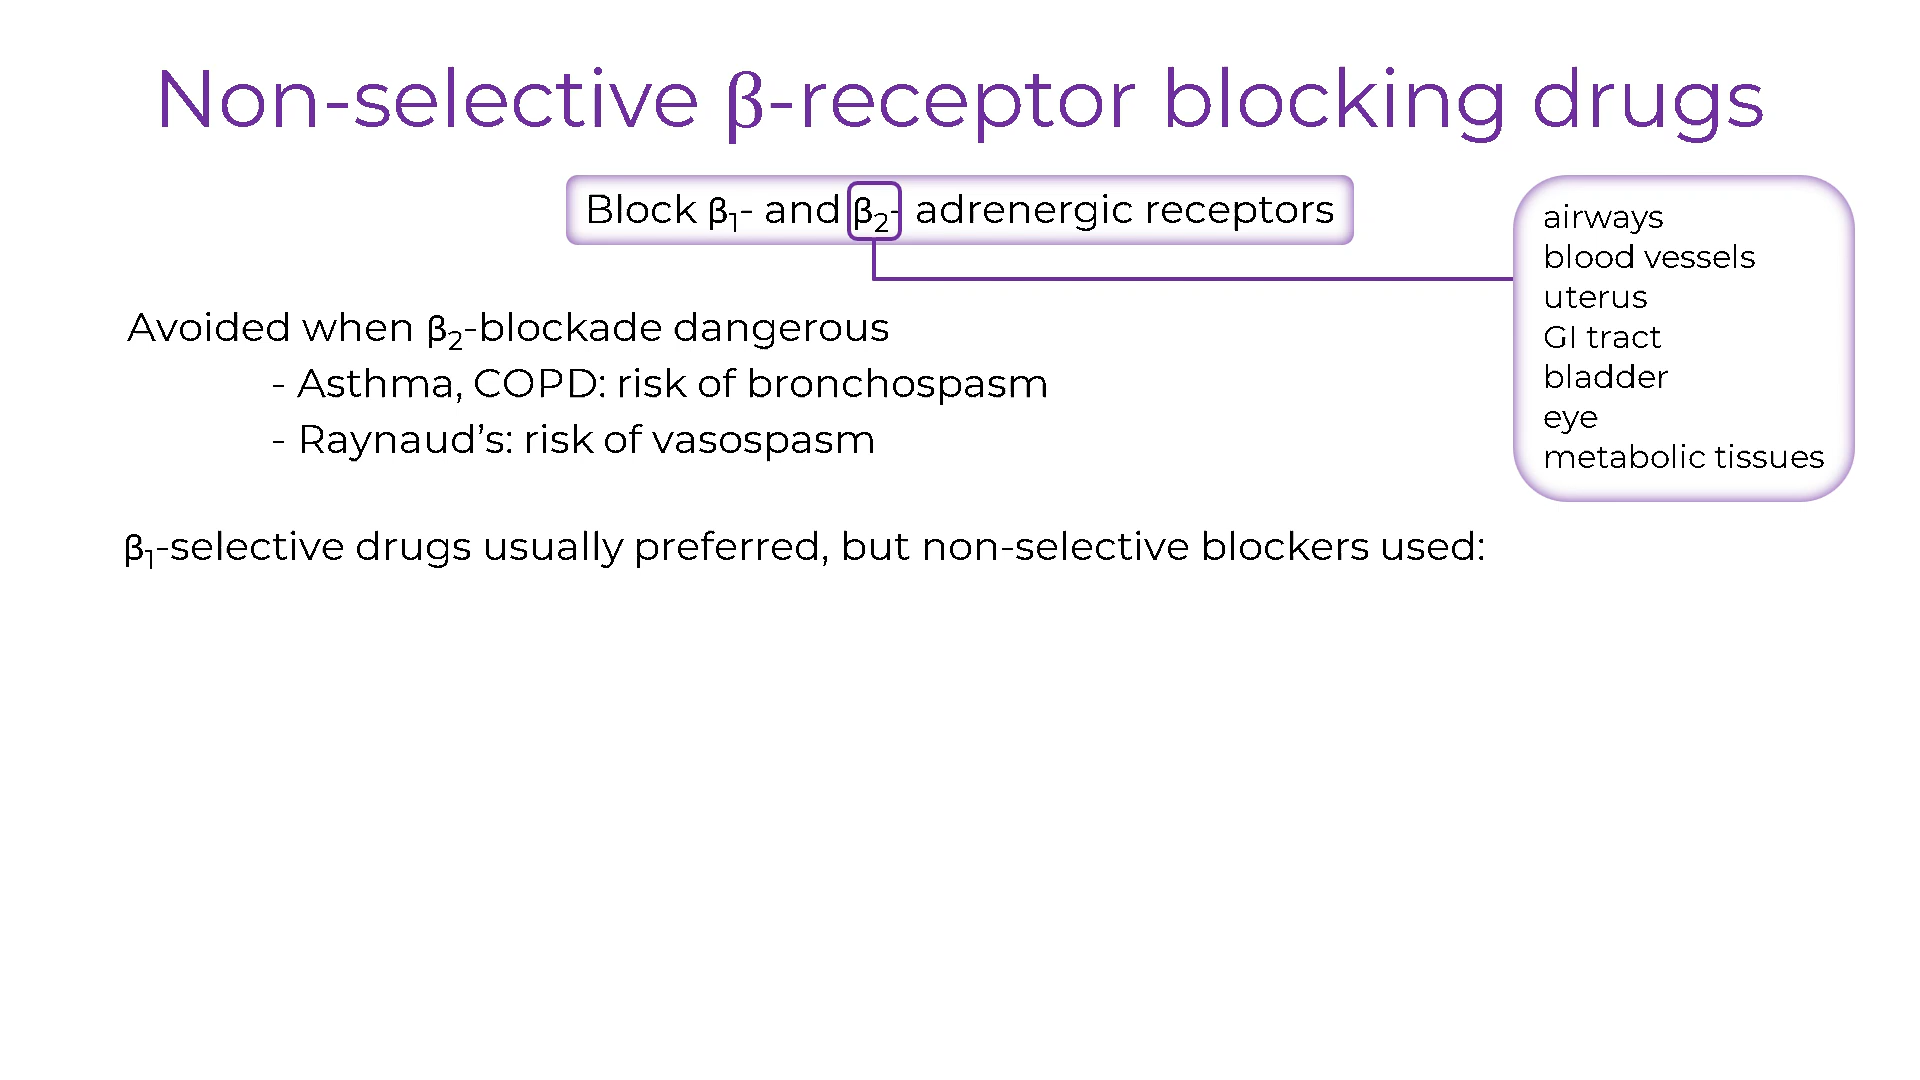 Non-selective β-receptor blocking drugs
Block β₁- and β₂- adrenergic receptors
airways
blood vessels
uterus
GI tract
bladder
eye
metabolic tissues
Avoided when β₂-blockade dangerous
- Asthma, COPD: risk of bronchospasm
- Raynaud’s: risk of vasospasm
β₁-selective drugs usually preferred, but non-selective blockers used: